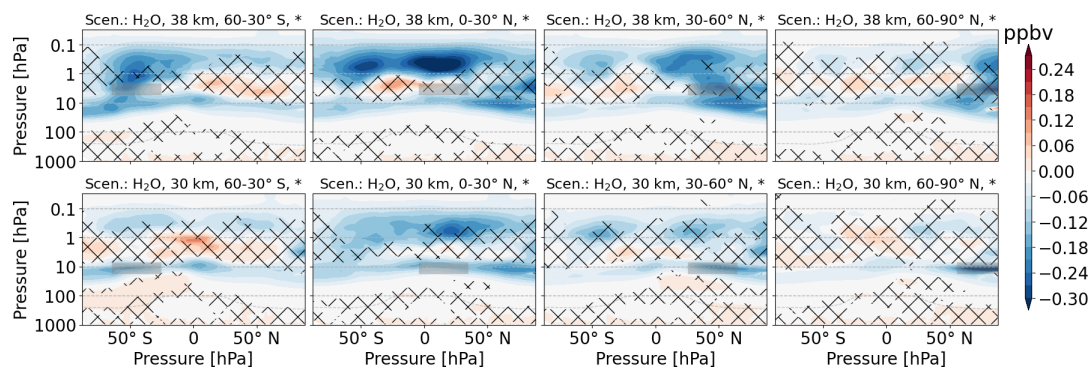 Scen.: H₂O, 38 km, 60-30° S, *
Scen.: H₂O, 38 km, 0-30° N, *
Scen.: H₂O, 38 km, 30-60° N, *
Scen.: H₂O, 38 km, 60-90° N, *
ppbv
Pressure [hPa]
0.1
1
10
100
1000
Scen.: H₂O, 30 km, 60-30° S, *
Scen.: H₂O, 30 km, 0-30° N, *
Scen.: H₂O, 30 km, 30-60° N, *
Scen.: H₂O, 30 km, 60-90° N, *
Pressure [hPa]
0.1
1
10
100
1000
50° S 0 50° N
50° S 0 50° N
50° S 0 50° N
50° S 0 50° N
Pressure [hPa]
Pressure [hPa]
Pressure [hPa]
Pressure [hPa]
0.24
0.18
0.12
0.06
0.00
−0.06
−0.12
−0.18
−0.24
−0.30